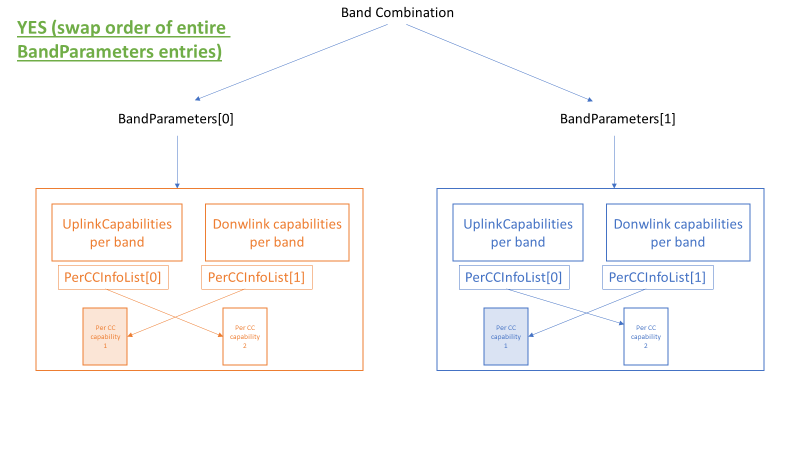 Band Combination
YES (swap order of entire
BandParameters entries)
BandParameters[0]
BandParameters[1]
UplinkCapabilities
per band
Donwlink capabilities
per band
UplinkCapabilities
per band
Donwlink capabilities
per band
PerCCInfoList[0]
PerCCInfoList[1]
PerCCInfoList[0]
PerCCInfoList[1]
Per CC
capability
1
Per CC
capability
2
Per CC
capability
1
Per CC
capability
2